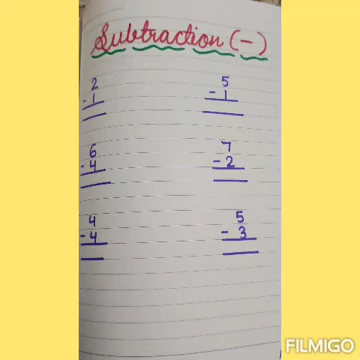 Subtraction (-)
2 5
- 1 - 1
6 7
- 4 - 2
4 5
- 4 - 3
FILMIGO